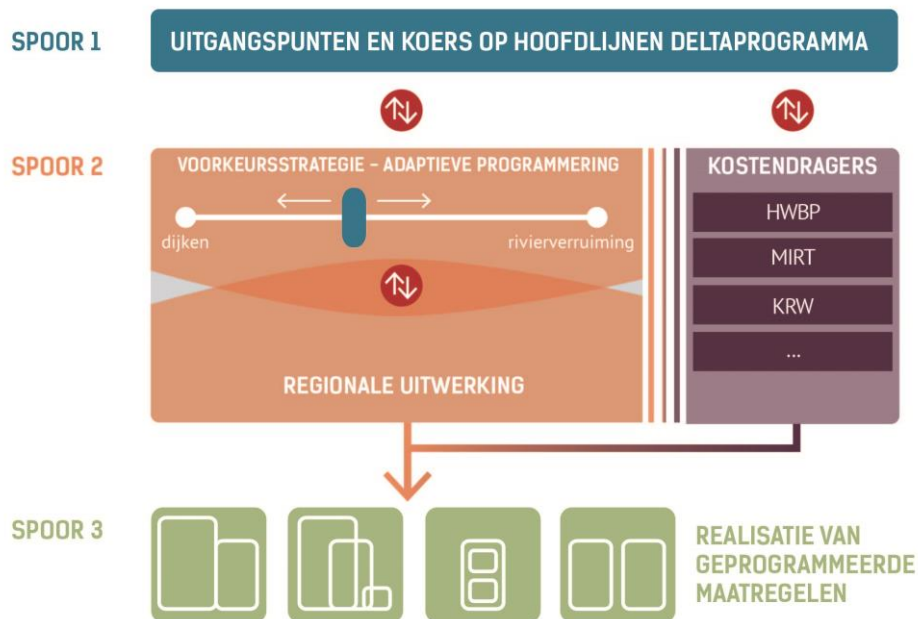 SPOOR 1
UITGANGSPUNTEN EN KOERS OP HOOFDLIJNEN DELTAPROGRAMMA
SPOOR 2
VOORKEURSSTRATEGIE – ADAPTIEVE PROGRAMMERING
dijken
rivierverruiming
REGIONALE UITWERKING
KOSTENDRAGERS
HWBP
MIRT
KRW
...
SPOOR 3
REALISATIE VAN
GEPROGRAMMEERDE
MAATREGELEN